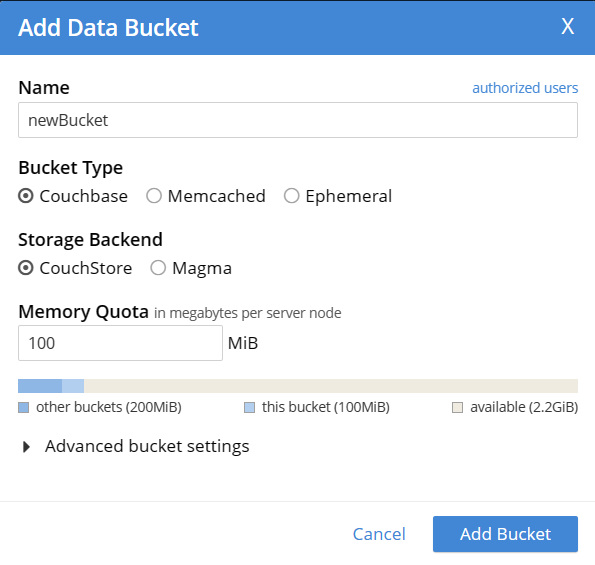 Add Data Bucket X
Name authorized users
newBucket
Bucket Type
Couchbase Memcached Ephemeral
Storage Backend
CouchStore Magma
Memory Quota in megabytes per server node
100 MiB
other buckets (200MiB) this bucket (100MiB) available (2.2GiB)
Advanced bucket settings
Cancel Add Bucket